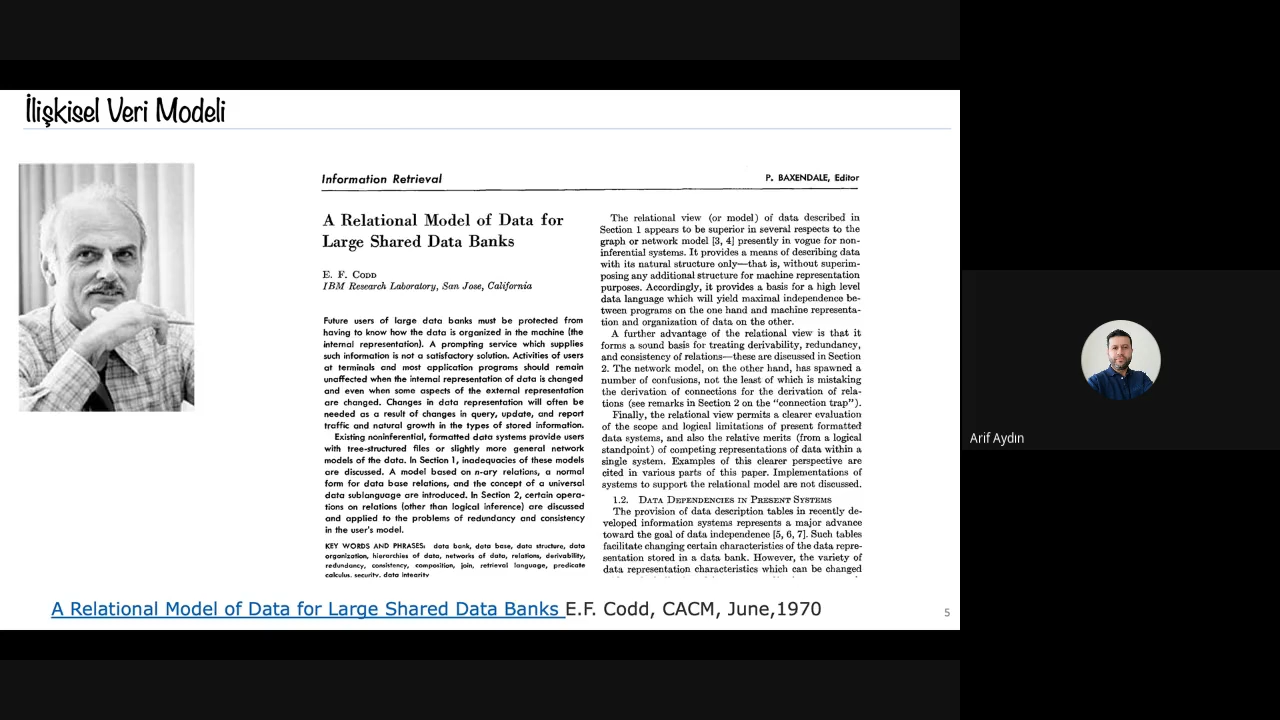 İlişkisel Veri Modeli
Information Retrieval
P. BAXENDALE, Editor
A Relational Model of Data for
Large Shared Data Banks
E. F. CODD
IBM Research Laboratory, San Jose, California
Future users of large data banks must be protected from
having to know how the data is organized in the machine (the
internal representation). A prompting service which supplies
such information is not a satisfactory solution. Activities of users
at terminals and most application programs should remain
unaffected when the internal representation of data is changed
and even when some aspects of the external representation
are changed. Changes in data representation will often be
needed as a result of changes in query, update, and report
traffic and natural growth in the types of stored information.
Existing noninferential, formatted data systems provide users
with tree-structured files or slightly more general network
models of the data. In Section 1, inadequacies of these models
are discussed. A model based on n-ary relations, a normal
form for data base relations, and the concept of a universal
data sublanguage are introduced. In Section 2, certain opera-
tions on relations (other than logical inference) are discussed
and applied to the problems of redundancy and consistency
in the user's model.
KEY WORDS AND PHRASES: data bank, data base, data structure, data
organization, hierarchies of data, networks of data, relations, derivability,
redundancy, consistency, composition, join, retrieval language, predicate
calculus, security, data integrity
The relational view (or model) of data described in
Section 1 appears to be superior in several respects to the
graph or network model [3, 4] presently in vogue for non-
inferential systems. It provides a means of describing data
with its natural structure only—that is, without superim-
posing any additional structure for machine representation
purposes. Accordingly, it provides a basis for a high level
data language which will yield maximal independence be-
tween programs on the one hand and machine representa-
tion and organization of data on the other.
A further advantage of the relational view is that it
forms a sound basis for treating derivability, redundancy,
and consistency of relations—these are discussed in Section
2. The network model, on the other hand, has spawned a
number of confusions, not the least of which is mistaking
the derivation of connections for the derivation of rela-
tions (see remarks in Section 2 on the "connection trap").
Finally, the relational view permits a clearer evaluation
of the scope and logical limitations of present formatted
data systems, and also the relative merits (from a logical
standpoint) of competing representations of data within a
single system. Examples of this clearer perspective are
cited in various parts of this paper. Implementations of
systems to support the relational model are not discussed.
1.2. DATA DEPENDENCIES IN PRESENT SYSTEMS
The provision of data description tables in recently de-
veloped information systems represents a major advance
toward the goal of data independence [5, 6, 7]. Such tables
facilitate changing certain characteristics of the data repre-
sentation stored in a data bank. However, the variety of
data representation characteristics which can be changed
A Relational Model of Data for Large Shared Data Banks E.F. Codd, CACM, June,1970
5
Arif Aydın